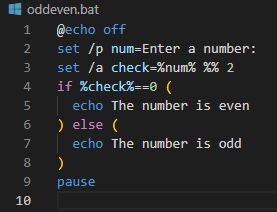 oddeven.bat
1 @echo off
2 set /p num=Enter a number:
3 set /a check=%num% %% 2
4 if %check%==0 (
5 echo The number is even
6 ) else (
7 echo The number is odd
8 )
9 pause
10